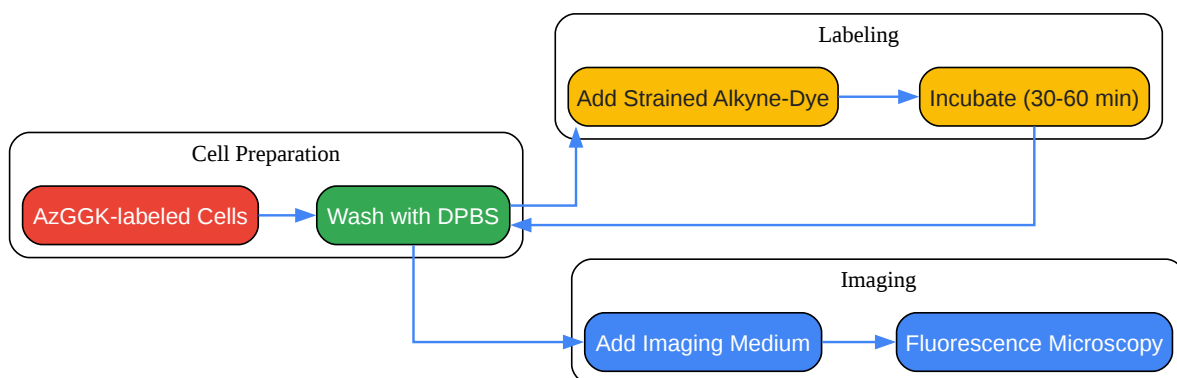 Labeling
Add Strained Alkyne-Dye
Incubate (30-60 min)
Cell Preparation
AzGGK-labeled Cells
Wash with DPBS
Imaging
Add Imaging Medium
Fluorescence Microscopy